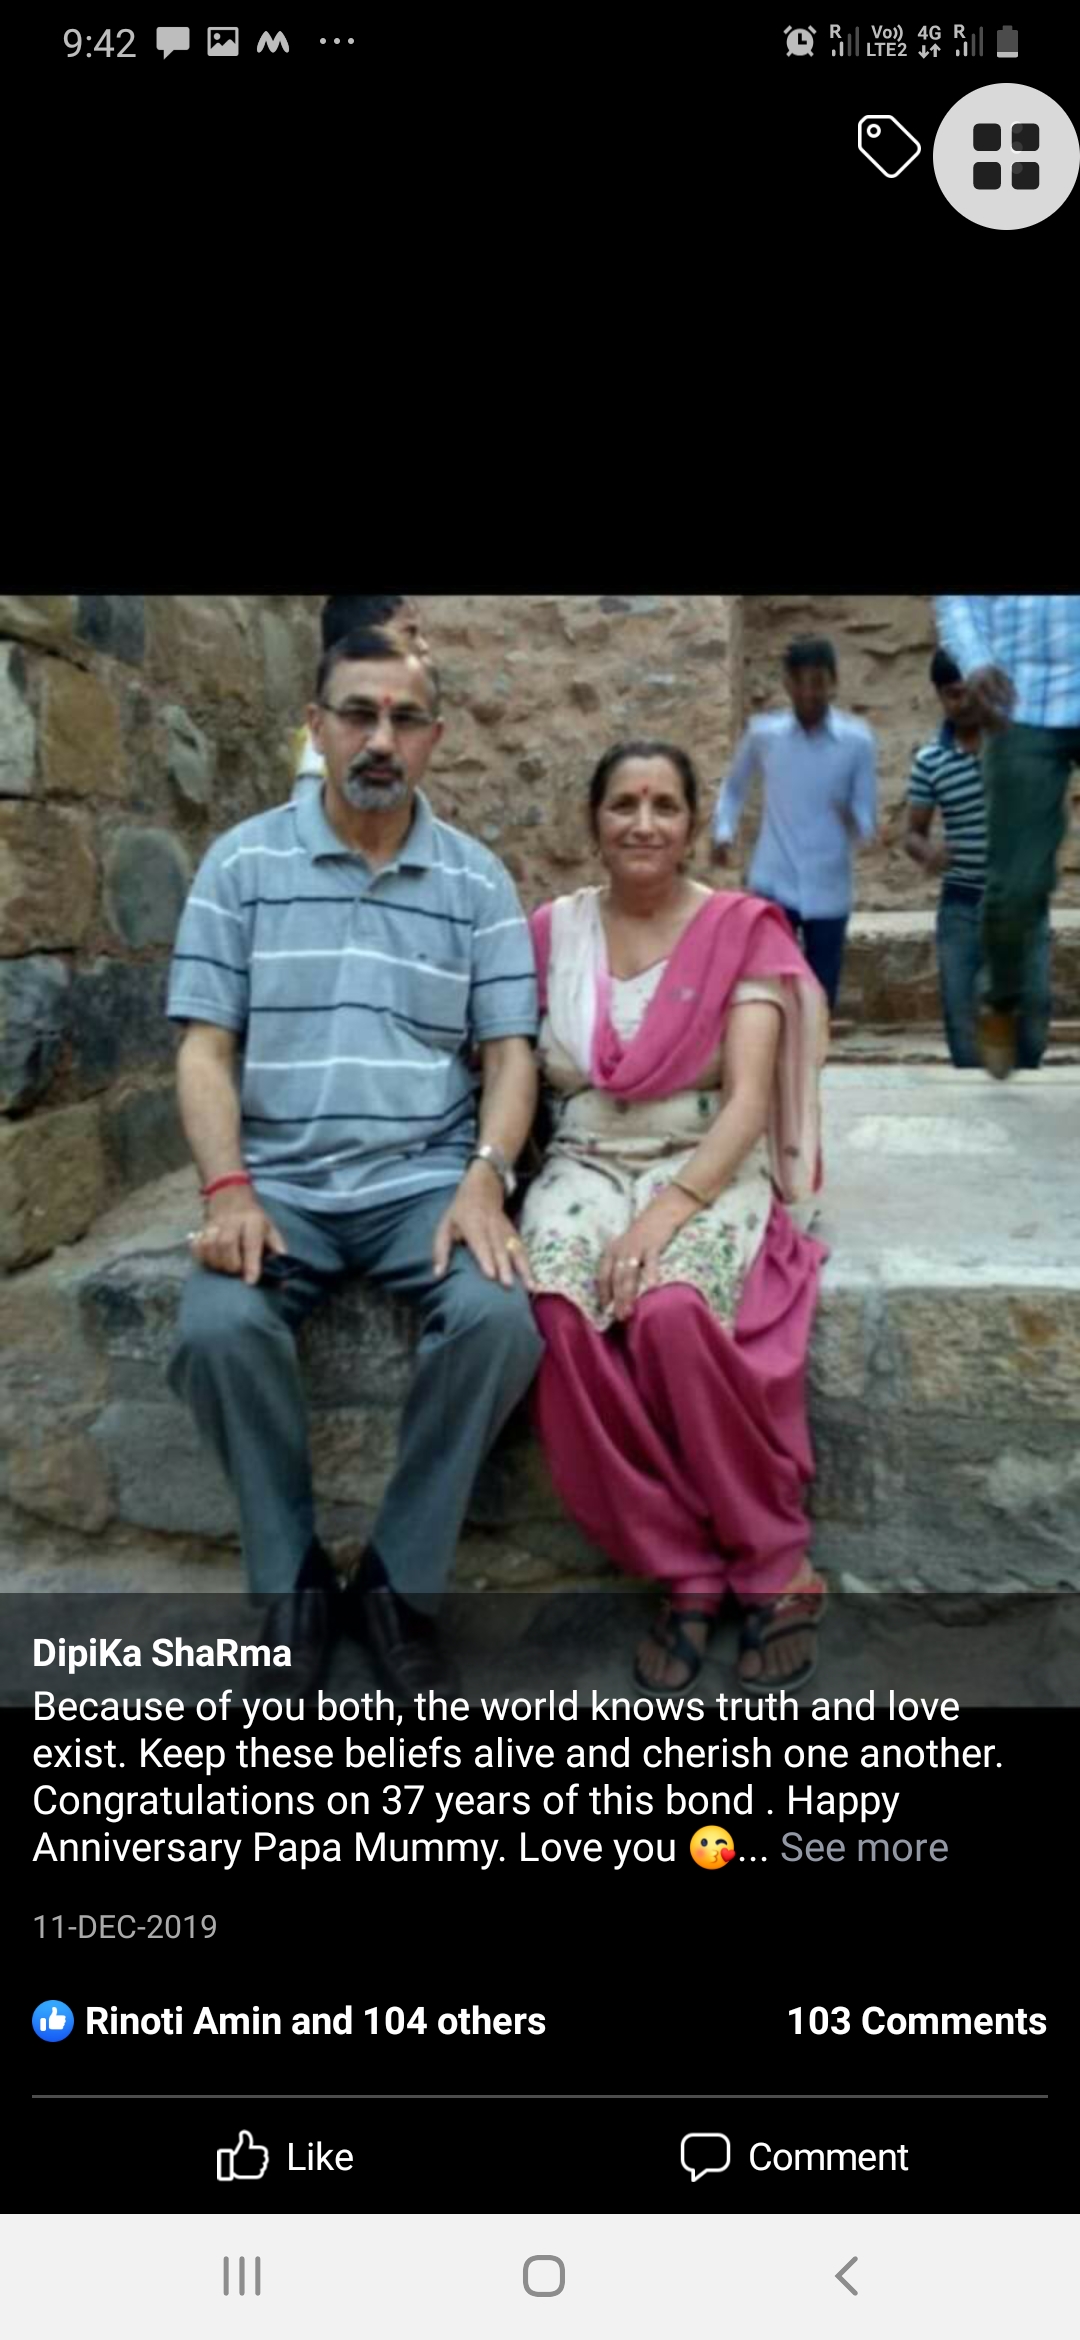 9:42
R Vo)) 4G R
LTE2
DipiKa ShaRma
Because of you both, the world knows truth and love
exist. Keep these beliefs alive and cherish one another.
Congratulations on 37 years of this bond . Happy
Anniversary Papa Mummy. Love you 😘... See more
11-DEC-2019
Rinoti Amin and 104 others 103 Comments
Like Comment